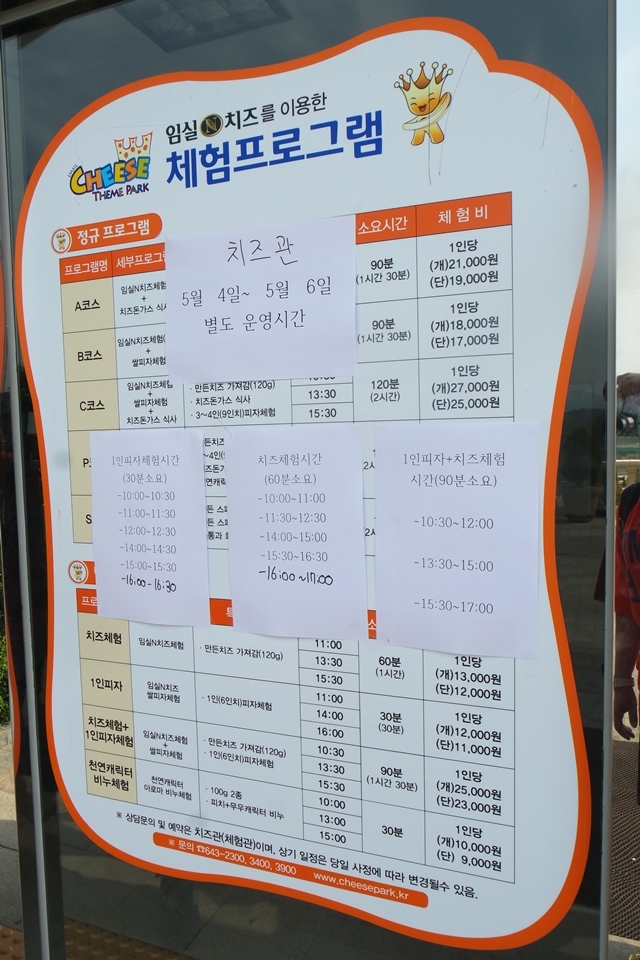 임실 N 치즈를 이용한
CHEESE
THEME PARK
체험프로그램
정규 프로그램
프로그램명 세부프로그 소요시간 체 험 비
치즈관
5월 4일~ 5월 6일
별도 운영시간
A코스 임실N치즈체험 + 치즈돈가스 식사 90분 (1시간 30분) 1인당 (개)21,000원 (단)19,000원
B코스 임실N치즈체험 + 쌀피자체험 90분 (1시간 30분) 1인당 (개)18,000원 (단)17,000원
C코스 임실N치즈체험 + 쌀피자체험 + 치즈돈가스 식사 · 만든치즈 가져감(120g) · 치즈돈가스 식사 · 3~4인(9인치)피자체험 13:30 15:30 120분 (2시간) 1인당 (개)27,000원 (단)25,000원
1인피자체험시간
(30분소요)
-10:00~10:30
-11:00~11:30
-12:00~12:30
-14:00~14:30
-15:00~15:30
-16:00-16:30
치즈체험시간
(60분소요)
-10:00~11:00
-11:30~12:30
-14:00~15:00
-15:30~16:30
-16:00~17:00
1인피자+치즈체험
시간(90분소요)
-10:30~12:00
-13:30~15:00
-15:30~17:00
치즈체험 임실N치즈체험 · 만든치즈 가져감(120g) 11:00 13:30 15:30 60분 (1시간) 1인당 (개)13,000원 (단)12,000원
1인피자 임실N치즈 쌀피자체험 · 1인(6인치)피자체험 11:00 14:00 16:00 30분 (30분) 1인당 (개)12,000원 (단)11,000원
치즈체험+ 1인피자체험 임실N치즈체험 + 쌀피자체험 · 만든치즈 가져감(120g) · 1인(6인치)피자체험 10:30 13:30 15:30 90분 (1시간 30분) 1인당 (개)25,000원 (단)23,000원
천연캐릭터 비누체험 천연캐릭터 아로마 비누체험 · 100g 2종 · 피치+무우캐릭터 비누 10:00 13:00 15:00 30분 1인당 (개)10,000원 (단) 9,000원
※ 상담문의 및 예약은 치즈관(체험관)이며, 상기 일정은 당일 사정에 따라 변경될수 있음.
※ 문의 ☎643-2300, 3400, 3900 www.cheesepark.kr